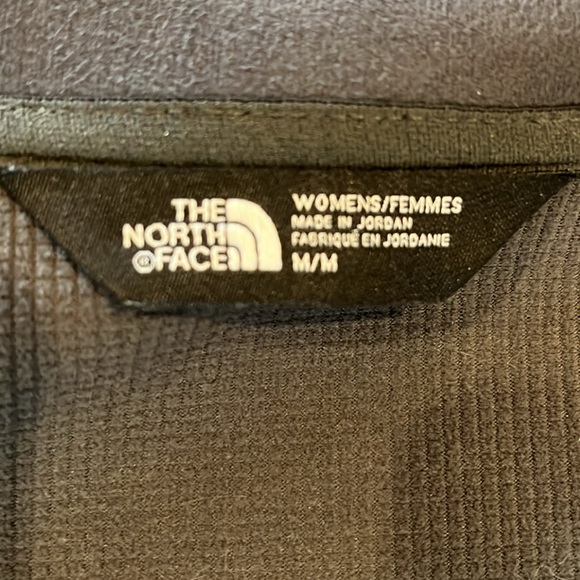 THE
NORTH
®FACE
WOMENS/FEMMES
MADE IN JORDAN
FABRIQUÉ EN JORDANIE
M/M